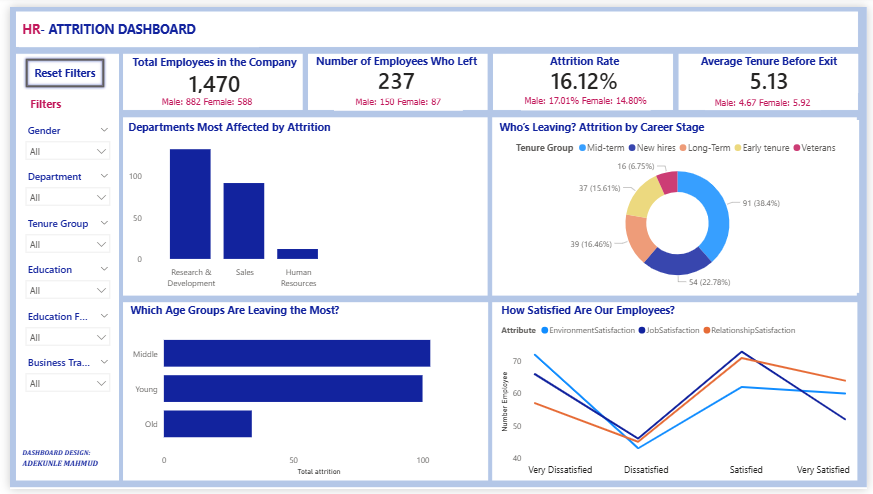 HR- ATTRITION DASHBOARD
Reset Filters
Filters
Gender
All
Department
All
Tenure Group
All
Education
All
Education F...
All
Business Tra...
All
DASHBOARD DESIGN:
ADEKUNLE MAHMUD
Total Employees in the Company
1,470
Male: 882 Female: 588
Number of Employees Who Left
237
Male: 150 Female: 87
Attrition Rate
16.12%
Male: 17.01% Female: 14.80%
Average Tenure Before Exit
5.13
Male: 4.67 Female: 5.92
Departments Most Affected by Attrition
100
50
0
Research &
Development
Sales
Human
Resources
Who's Leaving? Attrition by Career Stage
Tenure Group Mid-term New hires Long-Term Early tenure Veterans
16 (6.75%)
37 (15.61%)
91 (38.4%)
39 (16.46%)
54 (22.78%)
Which Age Groups Are Leaving the Most?
Middle
Young
Old
0 50 100
Total attrition
How Satisfied Are Our Employees?
Attribute EnvironmentSatisfaction JobSatisfaction RelationshipSatisfaction
Number Employee
70
60
50
40
Very Dissatisfied Dissatisfied Satisfied Very Satisfied